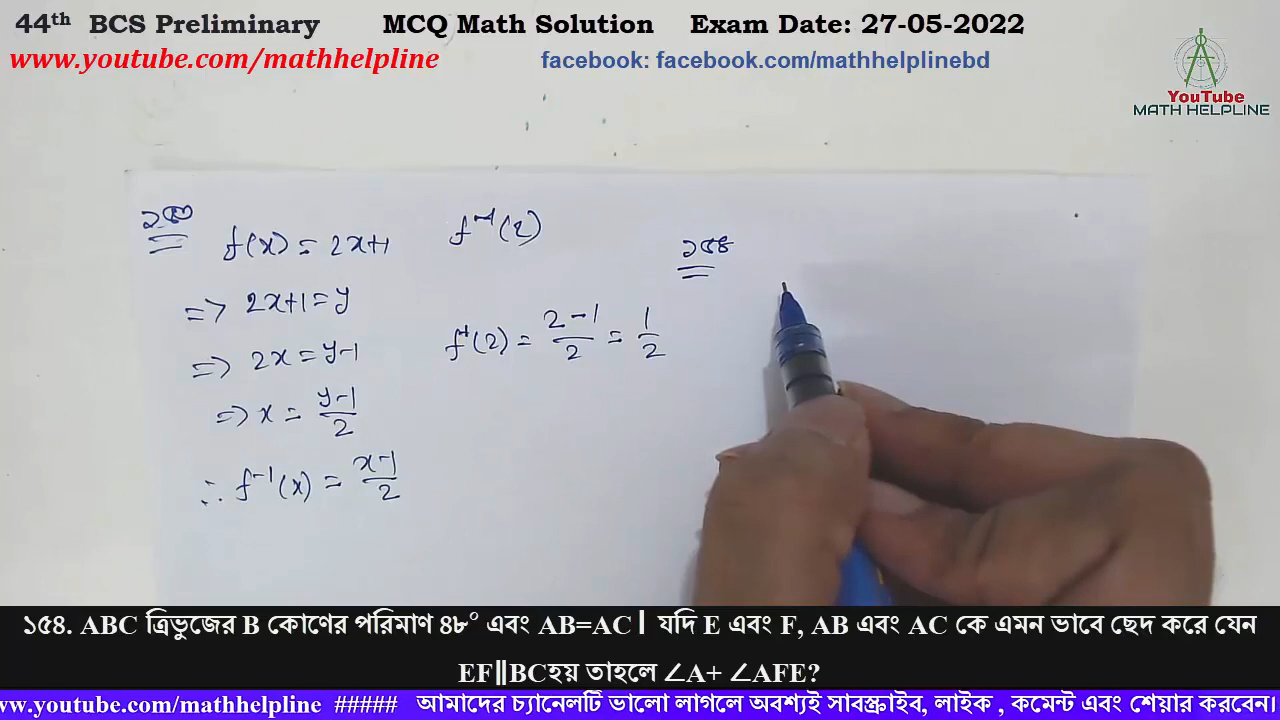 44th BCS Preliminary MCQ Math Solution Exam Date: 27-05-2022
www.youtube.com/mathhelpline facebook: facebook.com/mathhelplinebd
YouTube
MATH HELPLINE
১৫৩
f(x) = 2x+1 f⁻¹(2)
=> 2x+1 = y
=> 2x = y-1
=> x = y-1/2
∴ f⁻¹(x) = x-1/2
f⁻¹(2) = 2-1/2 = 1/2
১৫৪
১৫৪. ABC ত্রিভুজের B কোণের পরিমাণ ৪৮° এবং AB=AC। যদি E এবং F, AB এবং AC কে এমন ভাবে ছেদ করে যেন
EF∥BCহয় তাহলে ∠A+ ∠AFE?
ww.youtube.com/mathhelpline ##### আমাদের চ্যানেলটি ভালো লাগলে অবশ্যই সাবস্ক্রাইব, লাইক , কমেন্ট এবং শেয়ার করবেন।